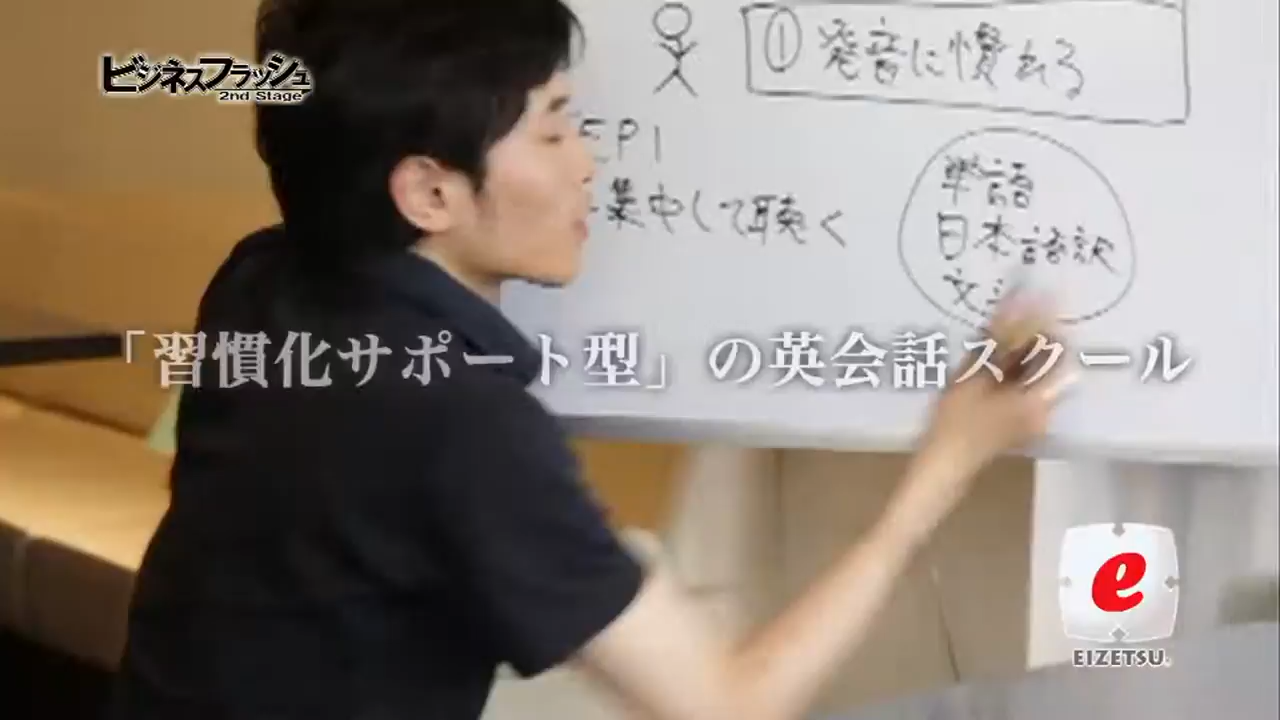 ビジネスフラッシュ
2nd Stage
① 発音に慣れる
EP1
集中して聴く
単語
日本語訳
文
「習慣化サポート型」の英会話スクール
e
EIZETSU